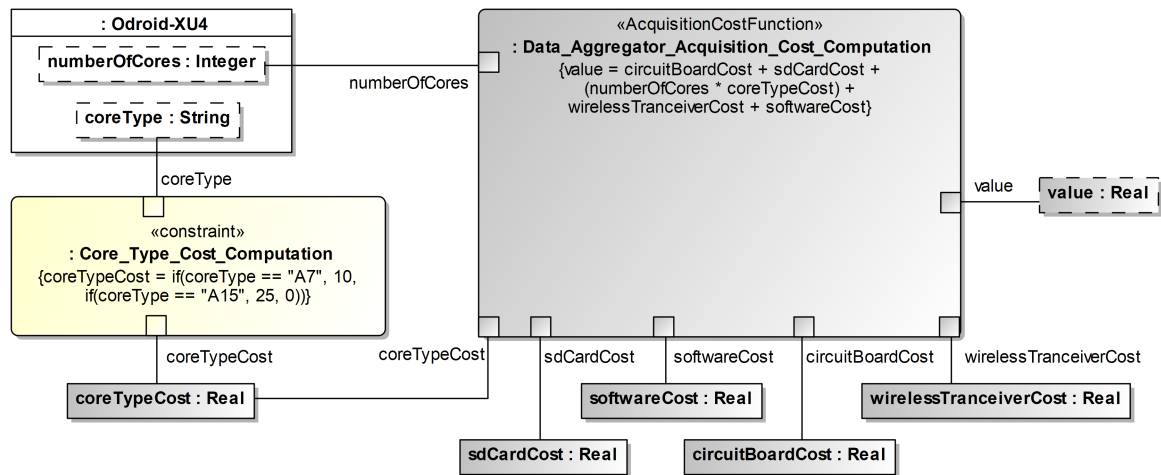 : Odroid-XU4
numberOfCores : Integer
coreType : String
numberOfCores
«AcquisitionCostFunction»
: Data_Aggregator_Acquisition_Cost_Computation
{value = circuitBoardCost + sdCardCost +
(numberOfCores * coreTypeCost) +
wirelessTranceiverCost + softwareCost}
coreType
value
value : Real
«constraint»
: Core_Type_Cost_Computation
{coreTypeCost = if(coreType == "A7", 10,
if(coreType == "A15", 25, 0))}
coreTypeCost
coreTypeCost
sdCardCost
softwareCost
circuitBoardCost
wirelessTranceiverCost
coreTypeCost : Real
softwareCost : Real
wirelessTranceiverCost : Real
sdCardCost : Real
circuitBoardCost : Real